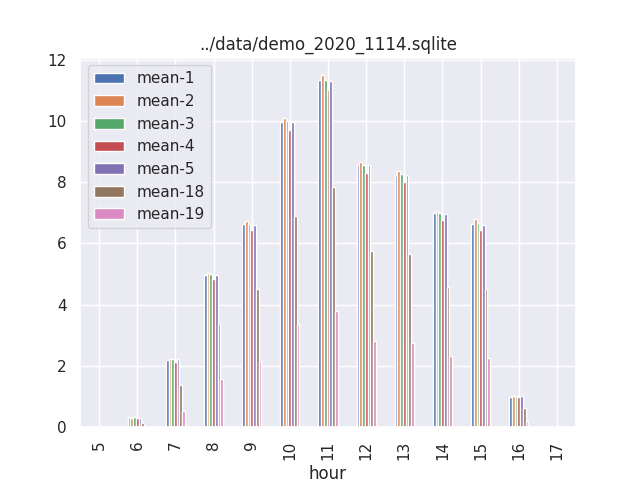 ../data/demo_2020_1114.sqlite
12
10
8
6
4
2
0
mean-1
mean-2
mean-3
mean-4
mean-5
mean-18
mean-19
5 6 7 8 9 10 11 12 13 14 15 16 17
hour